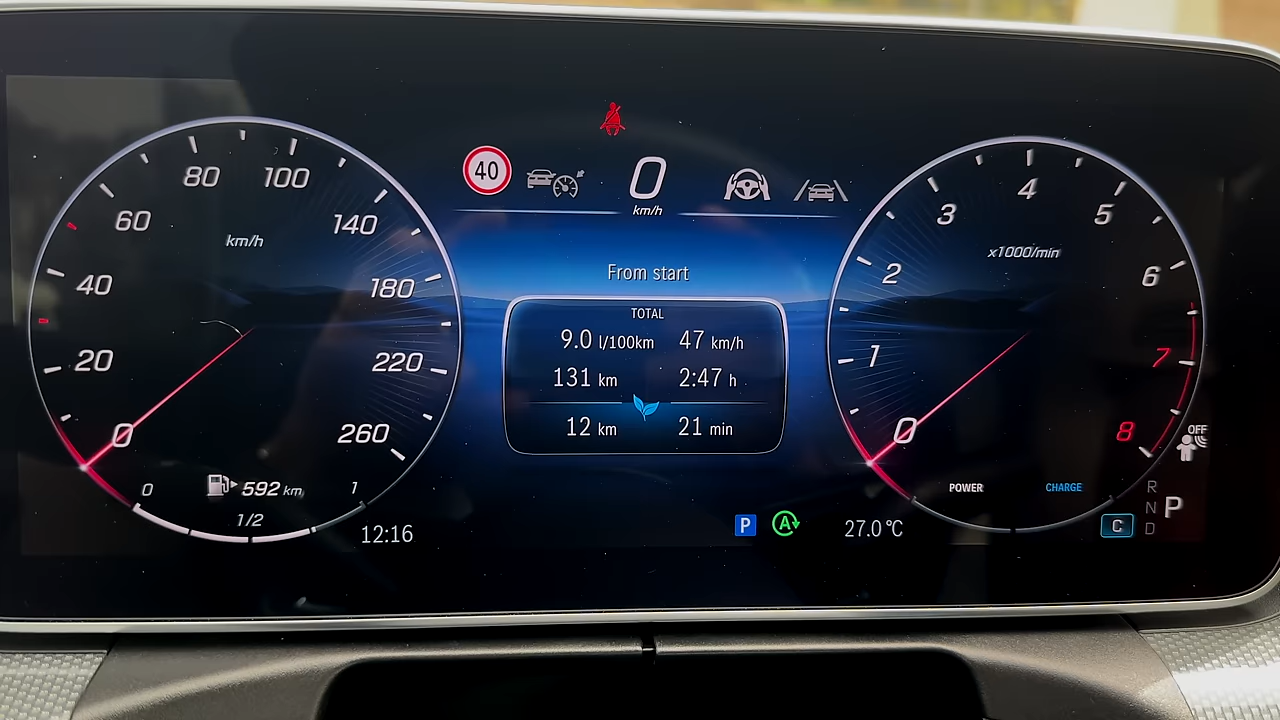 40
0
km/h
80 100
60 140
km/h
40 180
20 220
0 260
0 592 km 1
1/2
12:16
From start
TOTAL
9.0 l/100km 47 km/h
131 km 2:47 h
12 km 21 min
P A 27.0°C
4
3 5
x1000/min
2 6
1 7
0 8
OFF
POWER CHARGE
R
N P
D
C